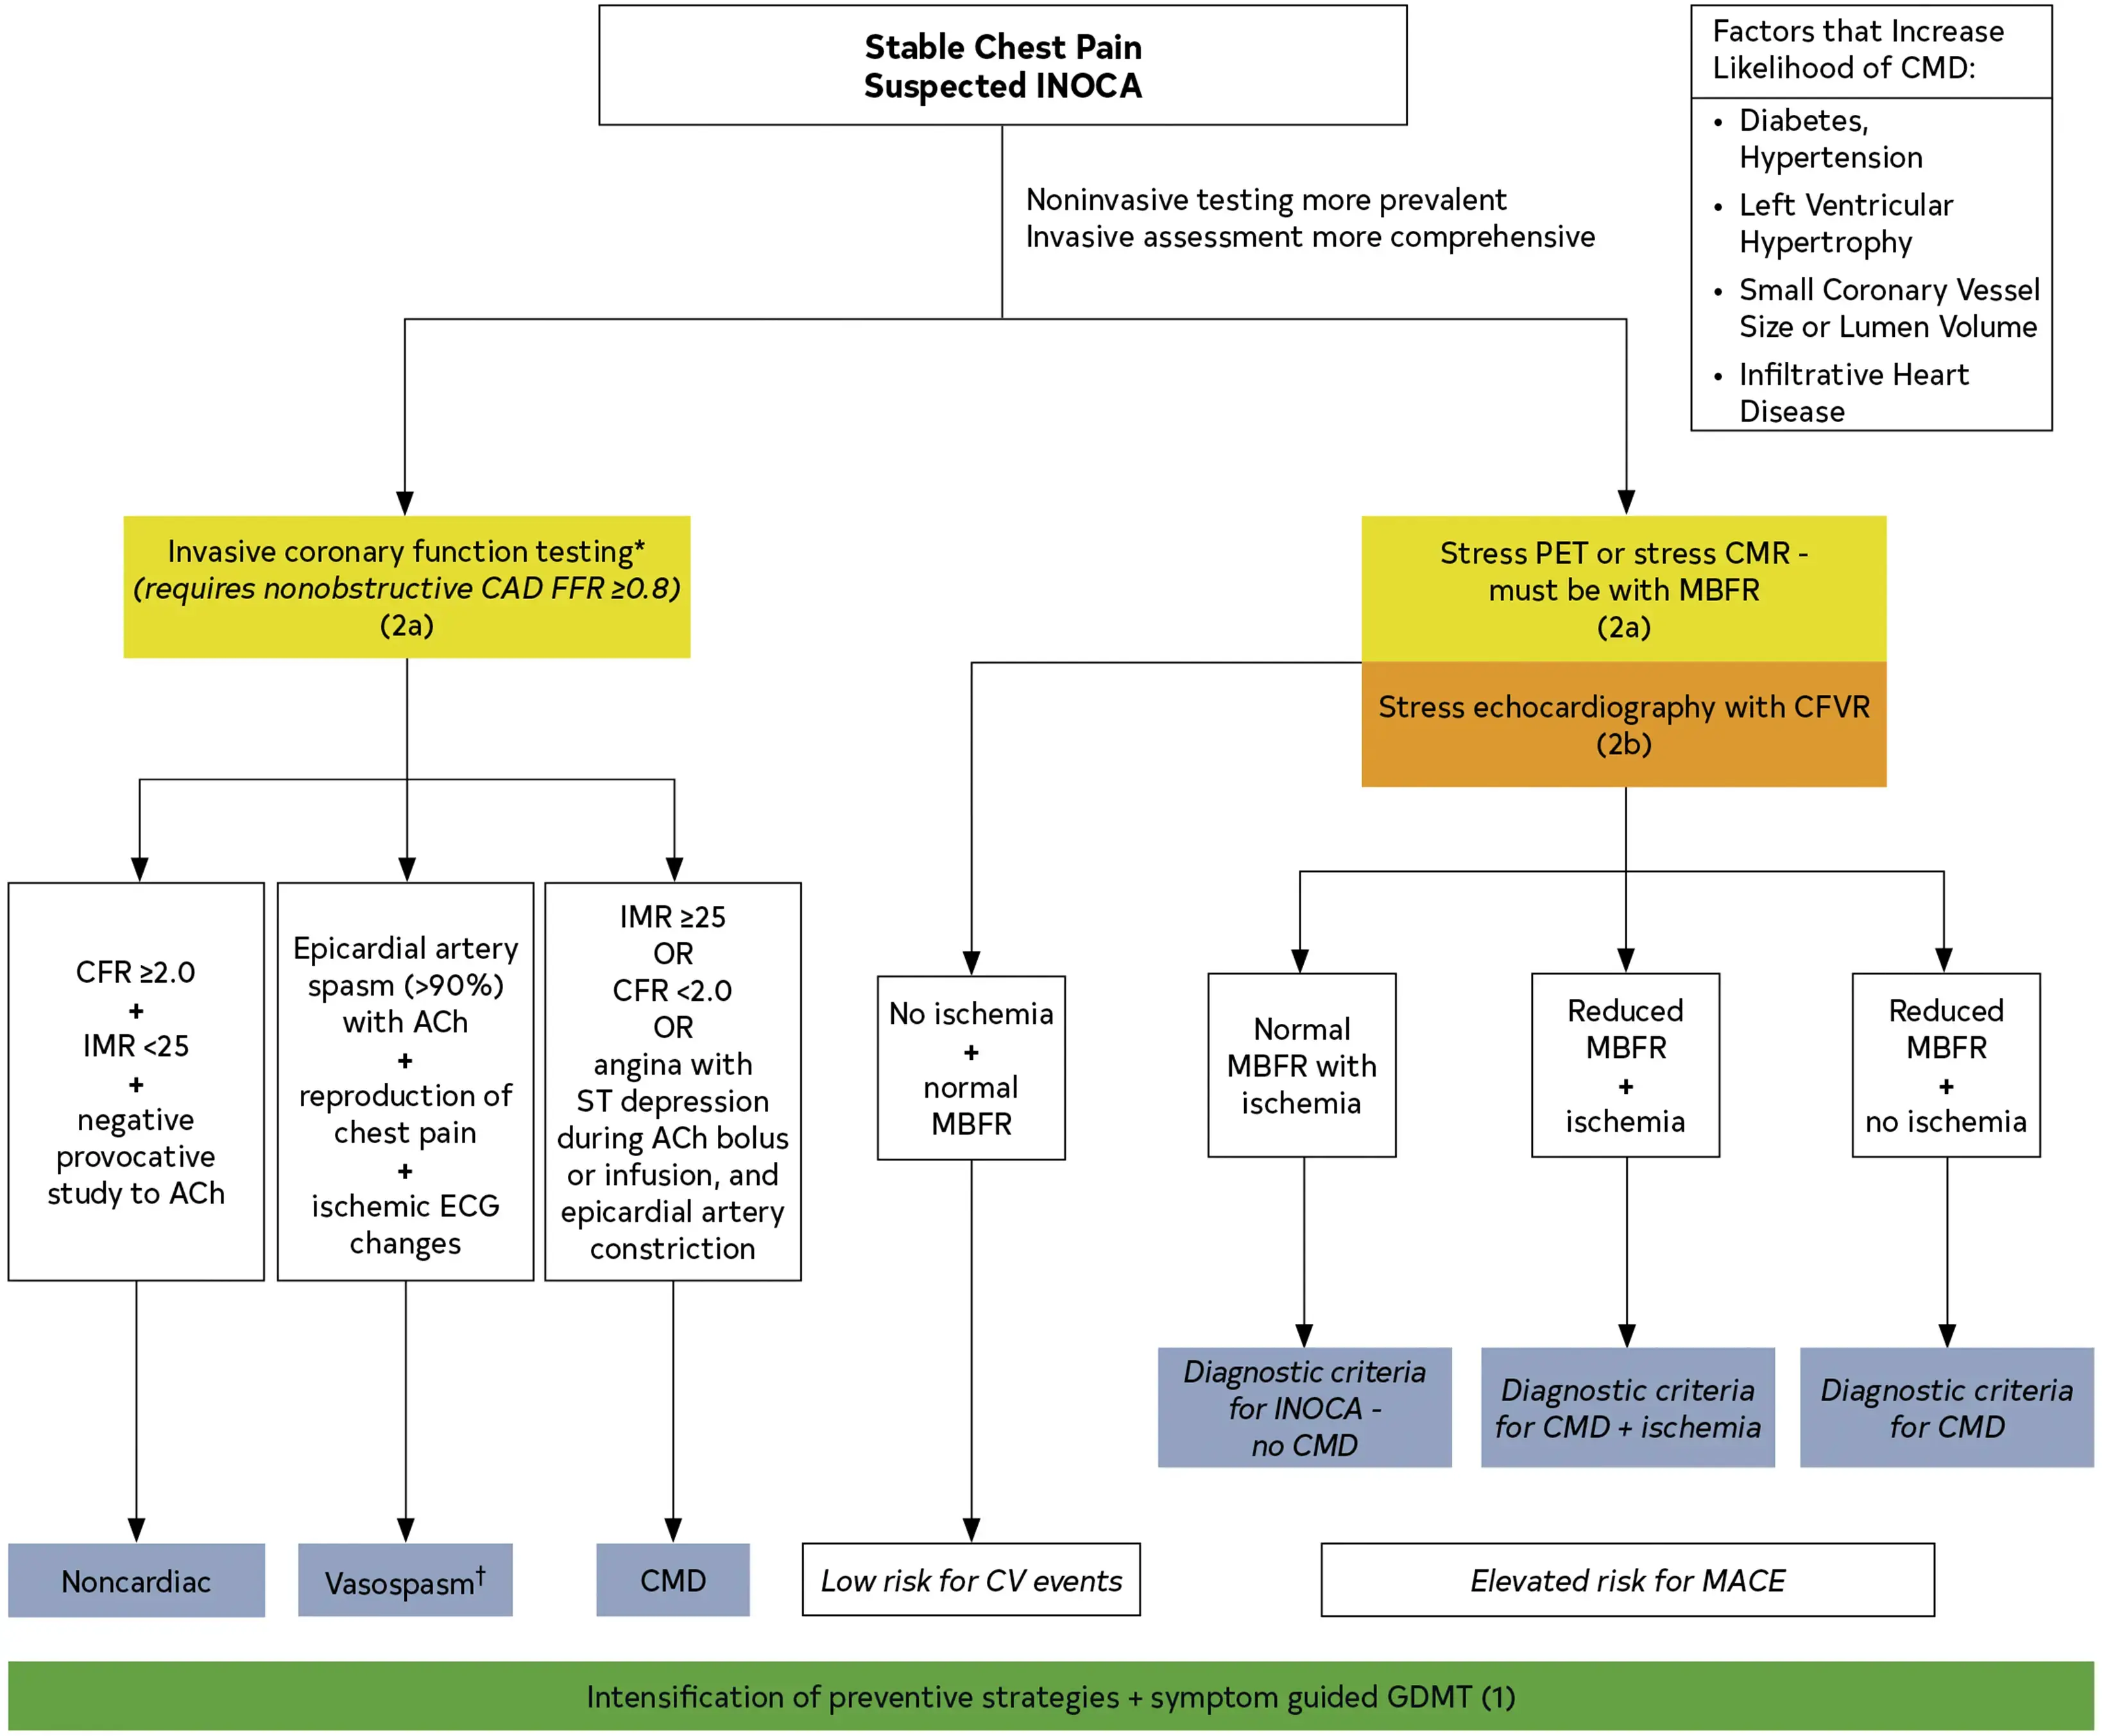 Stable Chest Pain
Suspected INOCA
Factors that Increase
Likelihood of CMD:
• Diabetes,
Hypertension
• Left Ventricular
Hypertrophy
• Small Coronary Vessel
Size or Lumen Volume
• Infiltrative Heart
Disease
Noninvasive testing more prevalent
Invasive assessment more comprehensive
Invasive coronary function testing*
(requires nonobstructive CAD FFR ≥0.8)
(2a)
Stress PET or stress CMR -
must be with MBFR
(2a)
Stress echocardiography with CFVR
(2b)
CFR ≥2.0
+
IMR <25
+
negative
provocative
study to ACh
Epicardial artery
spasm (>90%)
with ACh
+
reproduction of
chest pain
+
ischemic ECG
changes
IMR ≥25
OR
CFR <2.0
OR
angina with
ST depression
during ACh bolus
or infusion, and
epicardial artery
constriction
No ischemia
+
normal
MBFR
Normal
MBFR with
ischemia
Reduced
MBFR
+
ischemia
Reduced
MBFR
+
no ischemia
Diagnostic criteria
for INOCA -
no CMD
Diagnostic criteria
for CMD + ischemia
Diagnostic criteria
for CMD
Noncardiac
Vasospasm†
CMD
Low risk for CV events
Elevated risk for MACE
Intensification of preventive strategies + symptom guided GDMT (1)